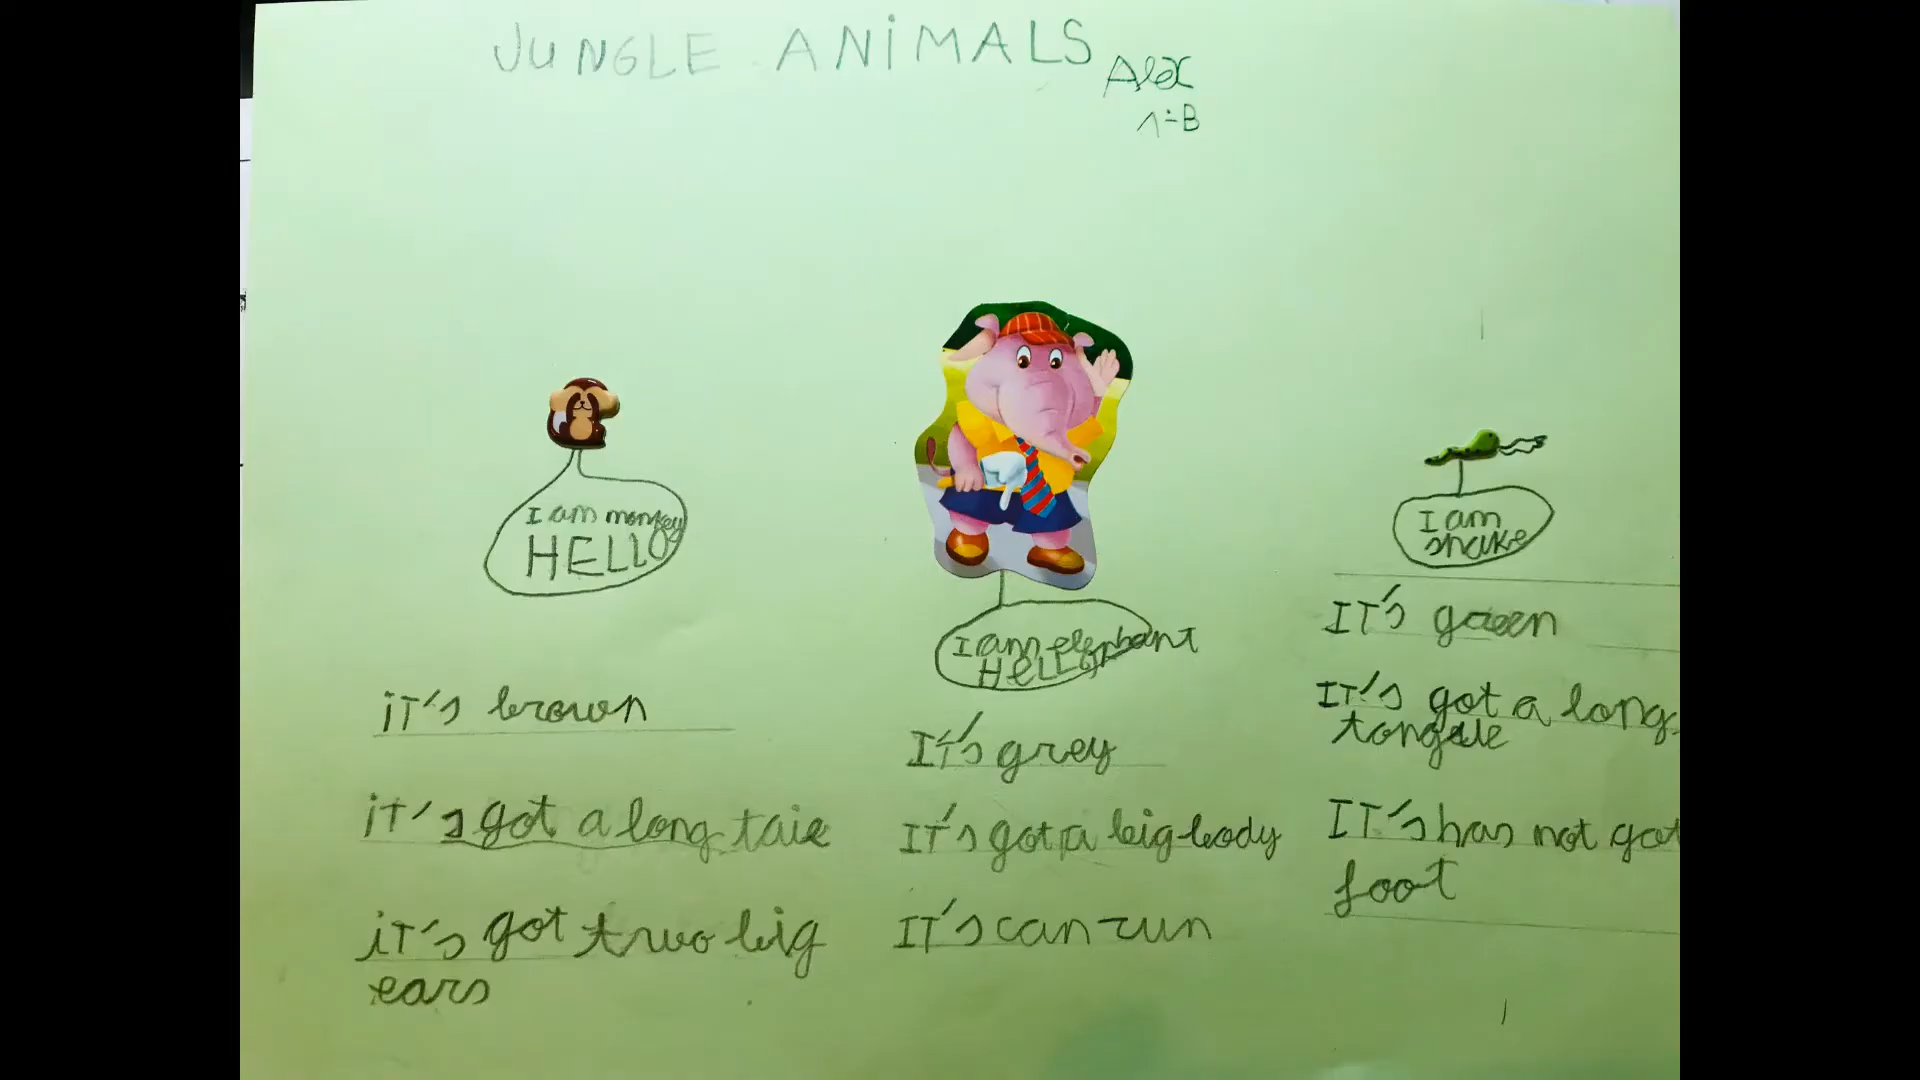 JUNGLE ANiMALS
Alex
1º B
I am monkey
HELLO
it's brown
it's got a long taie
it's got two big
ears
I am elephant
HELLO
It's grey
IT's got a big body
IT's can run
I am
snake
IT's green
IT's got a long
tongue
IT's has not got
foot